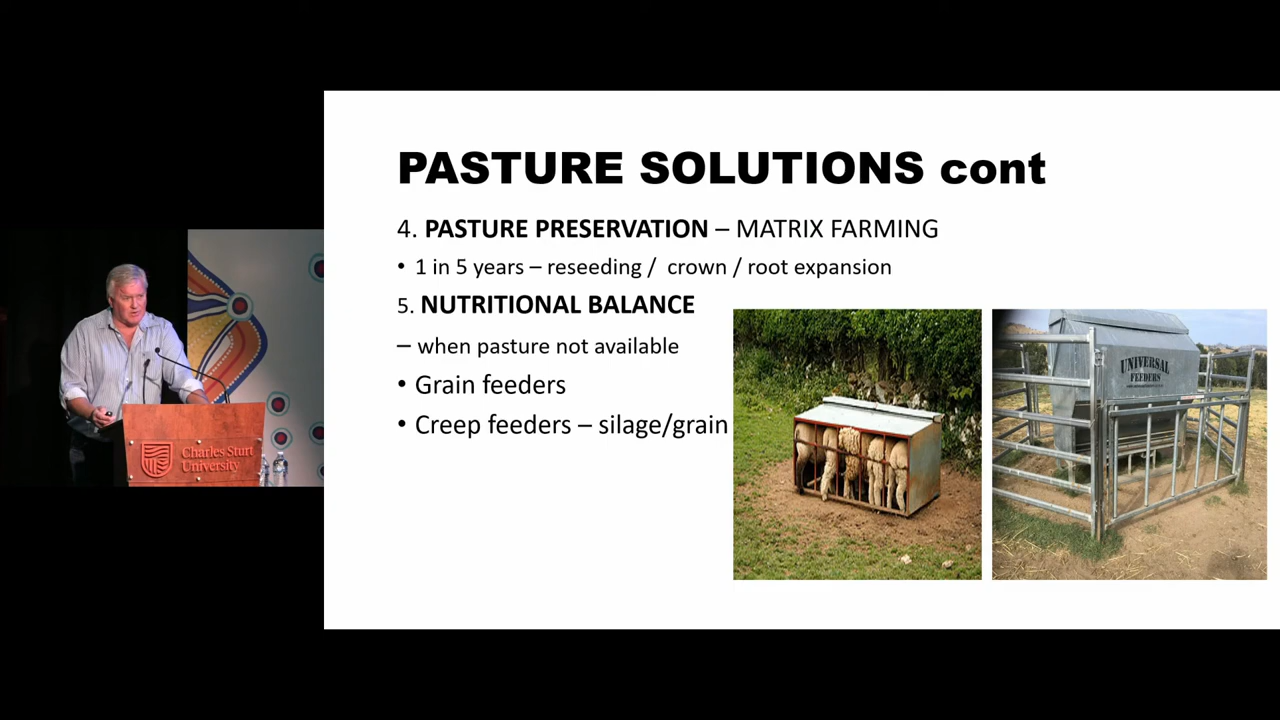 PASTURE SOLUTIONS cont
4. PASTURE PRESERVATION – MATRIX FARMING
• 1 in 5 years – reseeding / crown / root expansion
5. NUTRITIONAL BALANCE
– when pasture not available
• Grain feeders
• Creep feeders – silage/grain
UNIVERSAL
FEEDERS
Charles Sturt
University